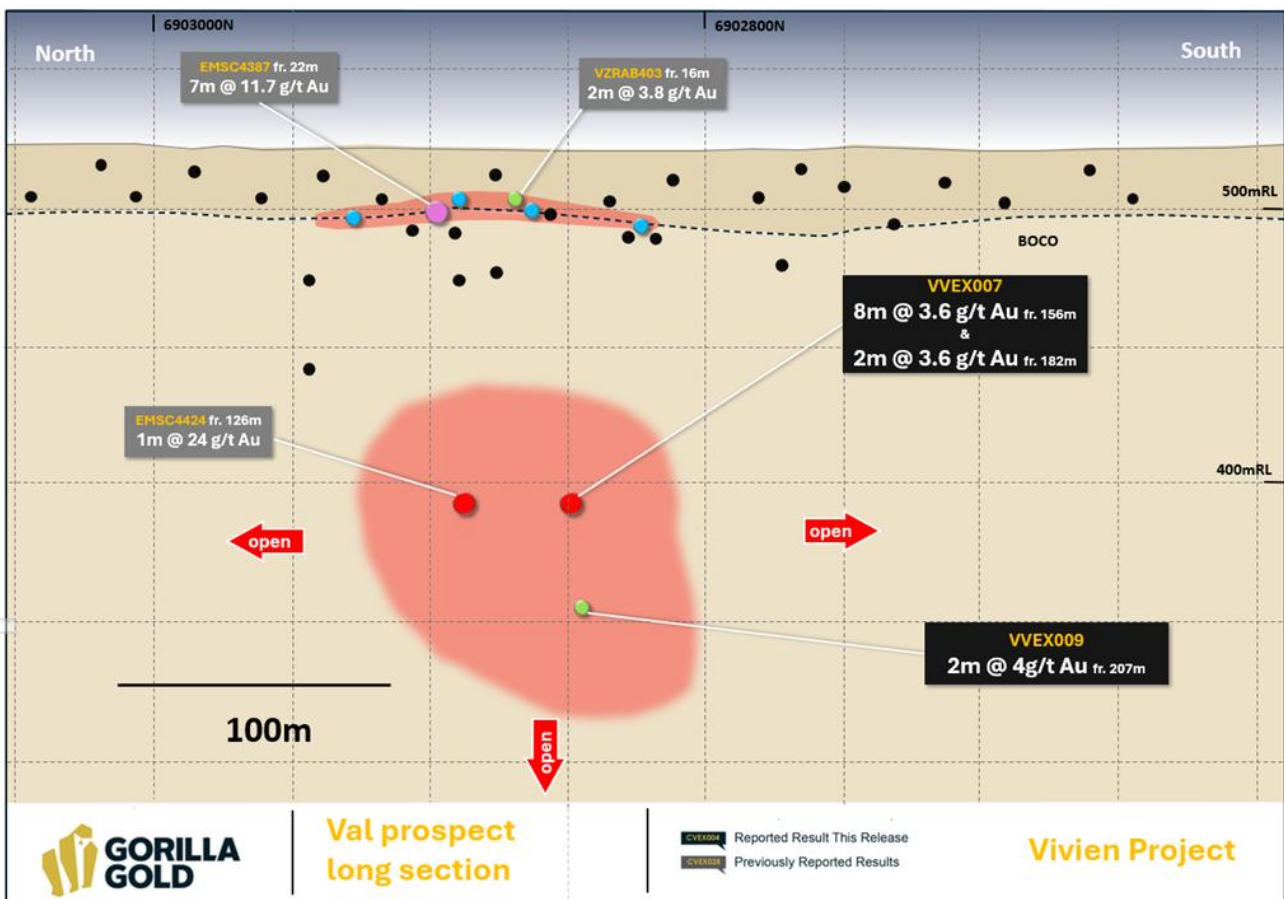 6903000N
6902800N
North
South
EMSC4387 fr. 22m
7m @ 11.7 g/t Au
VZRAB403 fr. 16m
2m @ 3.8 g/t Au
500mRL
BOCO
VVEX007
8m @ 3.6 g/t Au fr. 156m
&
2m @ 3.6 g/t Au fr. 182m
EMSC4424 fr. 126m
1m @ 24 g/t Au
400mRL
open
open
VVEX009
2m @ 4g/t Au fr. 207m
100m
open
GORILLA
GOLD
Val prospect
long section
CVEX004 Reported Result This Release
CVEX028 Previously Reported Results
Vivien Project